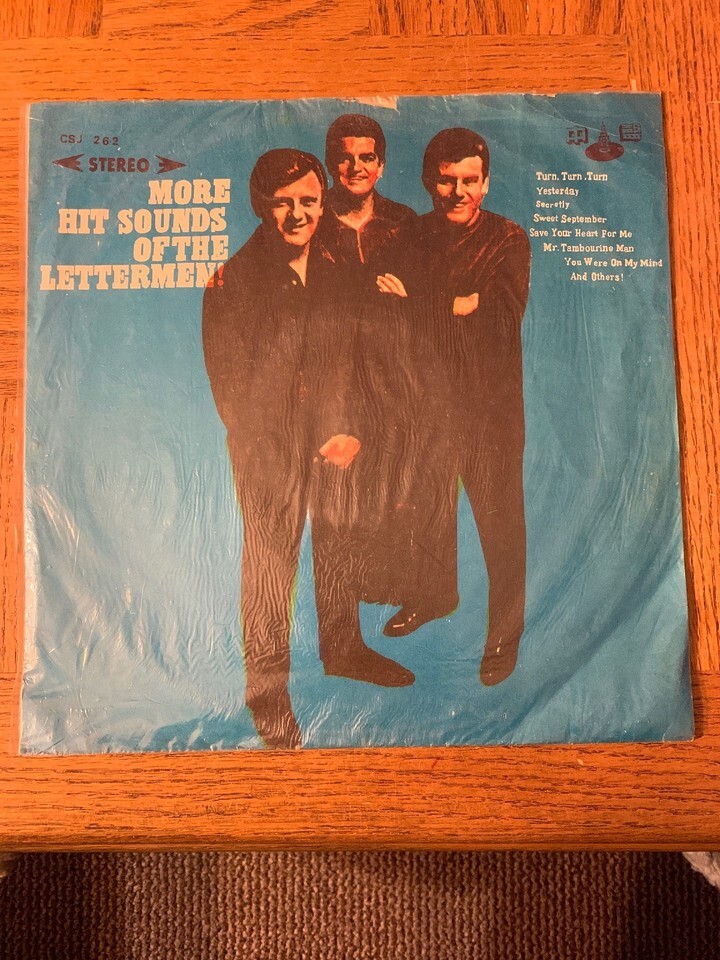 CSJ 262
STEREO
MORE
HIT SOUNDS
OF THE
LETTERMEN!
Turn, Turn ,Turn
Yesterday
Secretly
Sweet September
Save Your Heart For Me
Mr. Tambourine Man
You Were On My Mind
And Others!